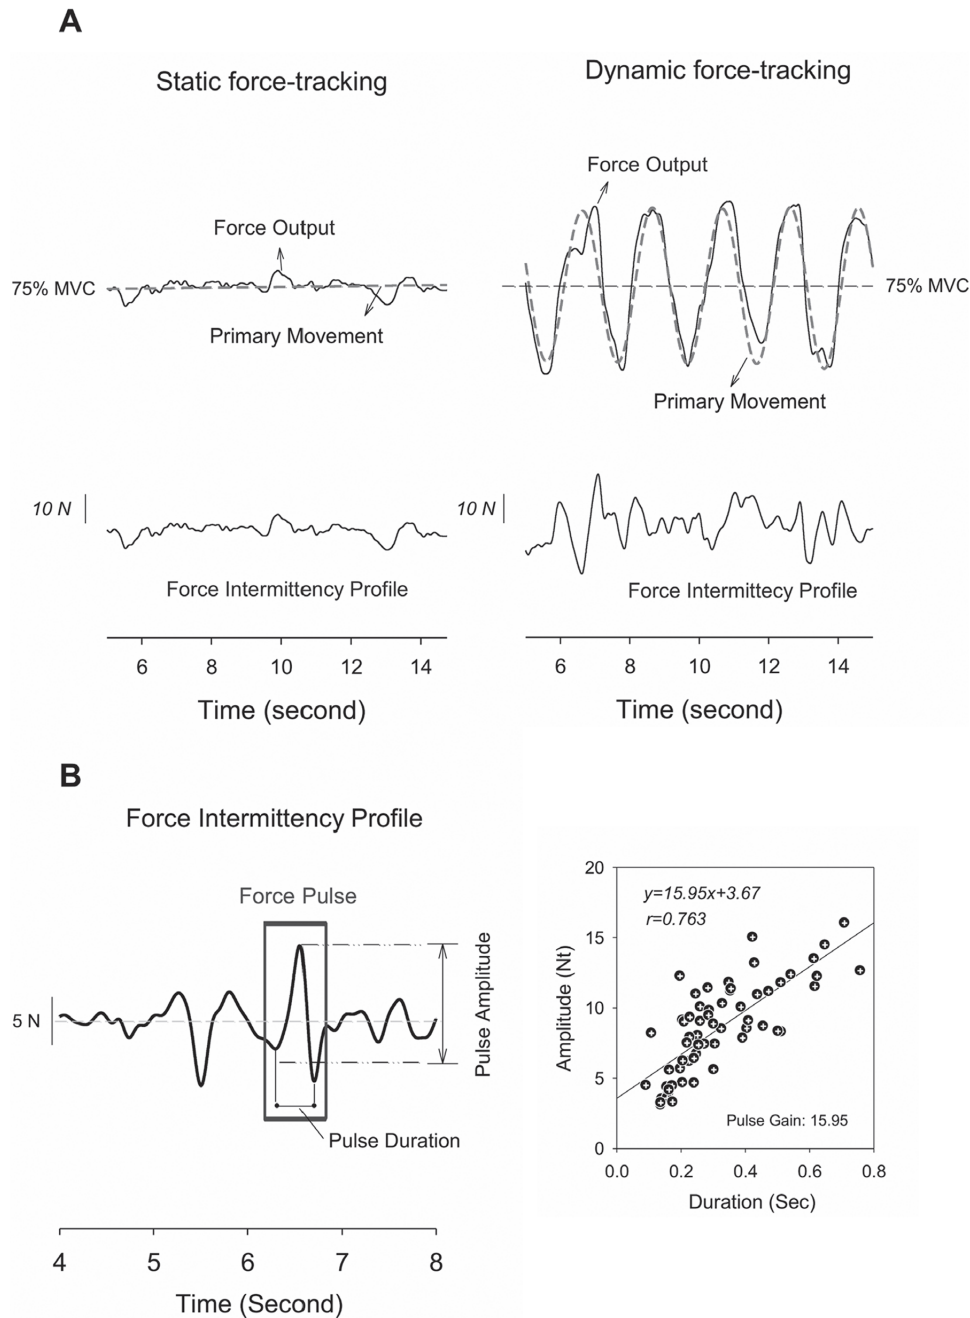 A
Static force-tracking
Dynamic force-tracking
Force Output
Force Output
75% MVC
75% MVC
Primary Movement
Primary Movement
10 N
10 N
Force Intermittency Profile
Force Intermittecy Profile
6 8 10 12 14
6 8 10 12 14
Time (second)
Time (second)
B
Force Intermittency Profile
Force Pulse
5 N
Pulse Amplitude
Pulse Duration
4 5 6 7 8
Time (Second)
20
15
10
5
0
Amplitude (Nt)
y=15.95x+3.67
r=0.763
Pulse Gain: 15.95
0.0 0.2 0.4 0.6 0.8
Duration (Sec)